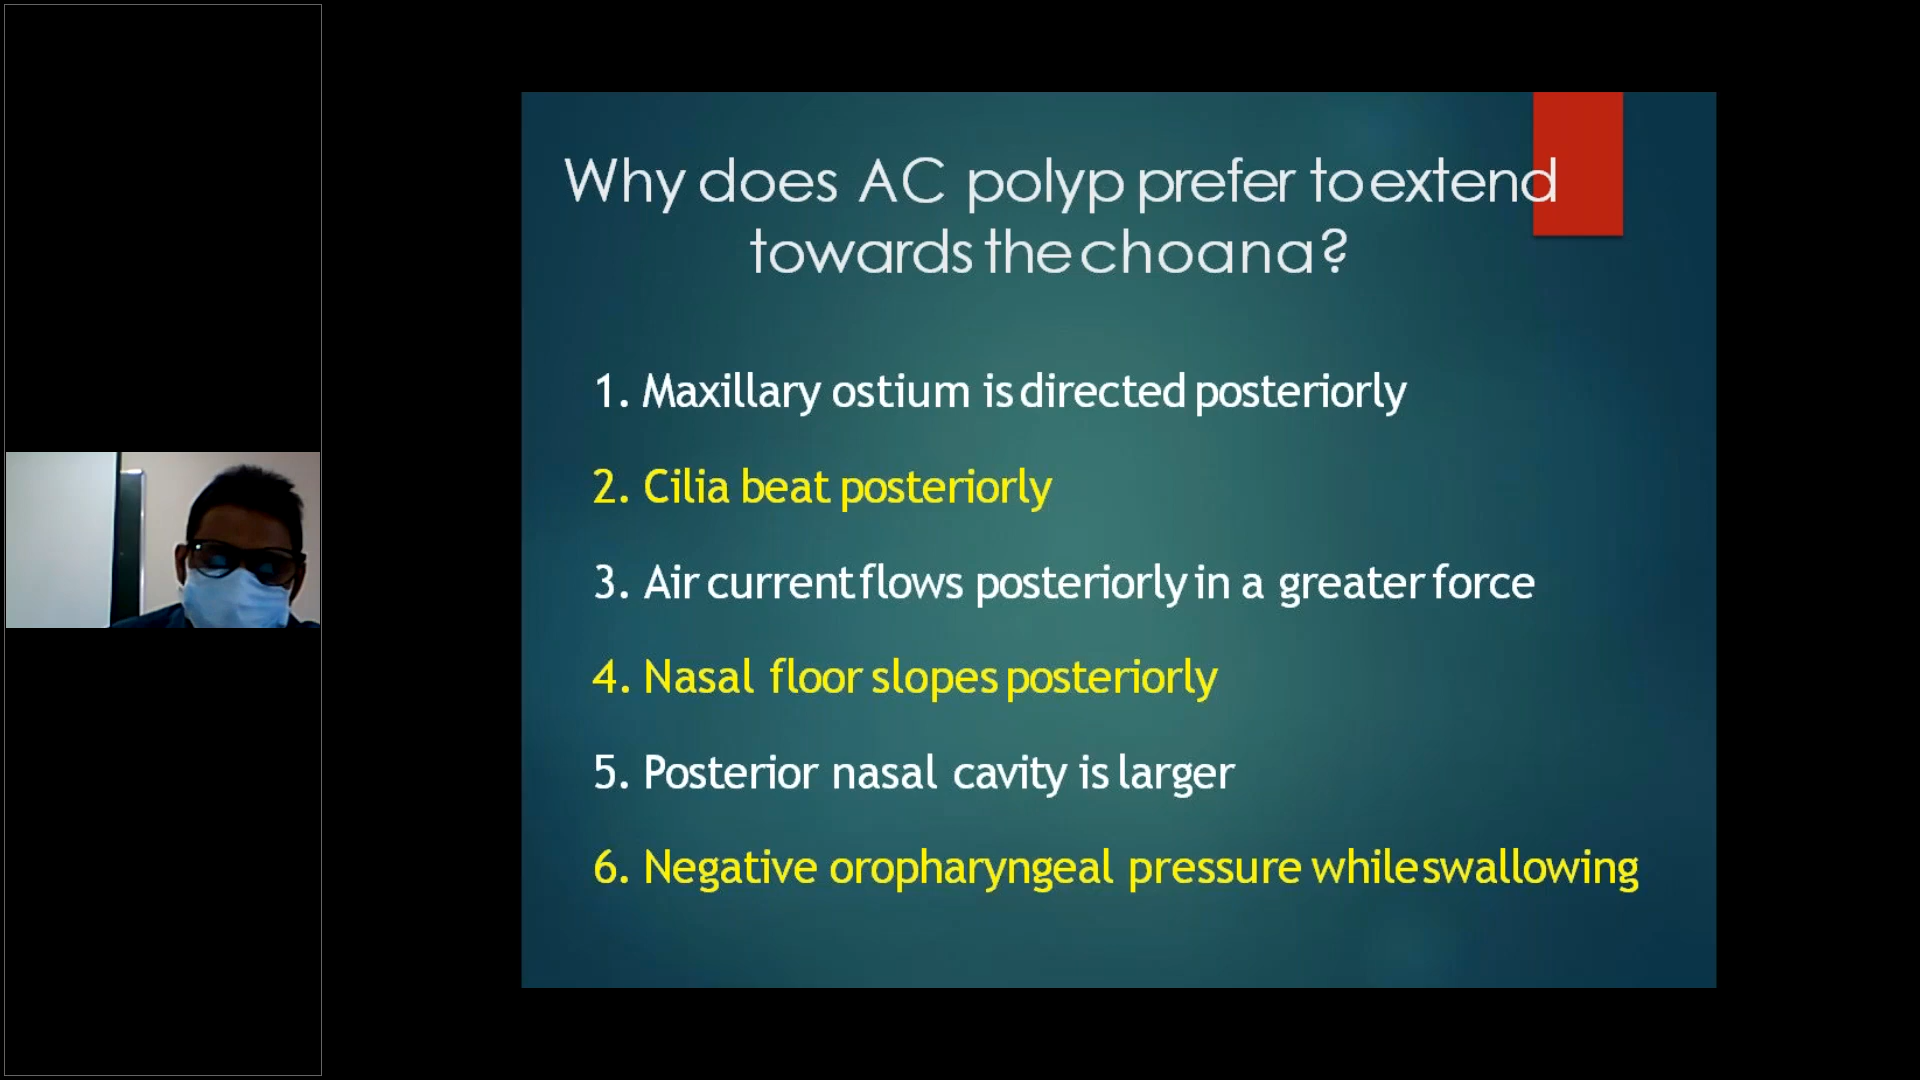 Why does AC polyp prefer to extend
towards the choana?
1. Maxillary ostium is directed posteriorly
2. Cilia beat posteriorly
3. Air current flows posteriorly in a greater force
4. Nasal floor slopes posteriorly
5. Posterior nasal cavity is larger
6. Negative oropharyngeal pressure while swallowing